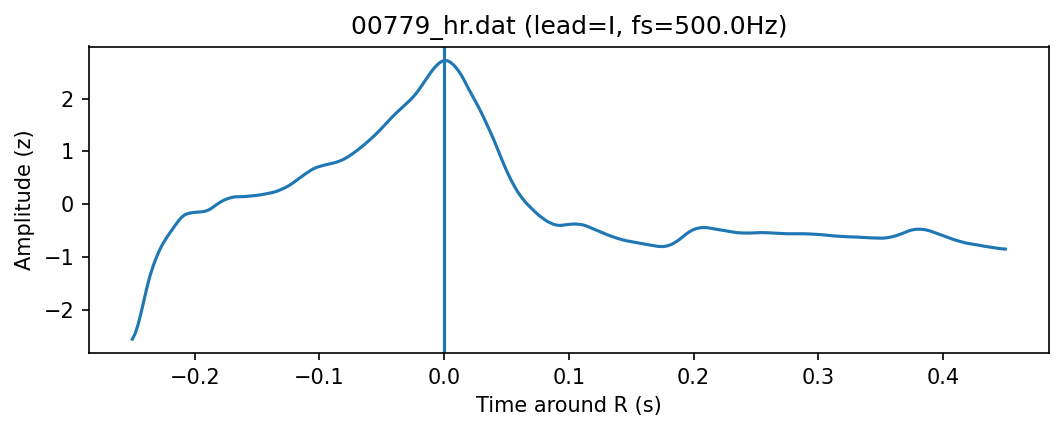 00779_hr.dat (lead=I, fs=500.0Hz)
Amplitude (z)
2
1
0
−1
−2
−0.2 −0.1 0.0 0.1 0.2 0.3 0.4
Time around R (s)